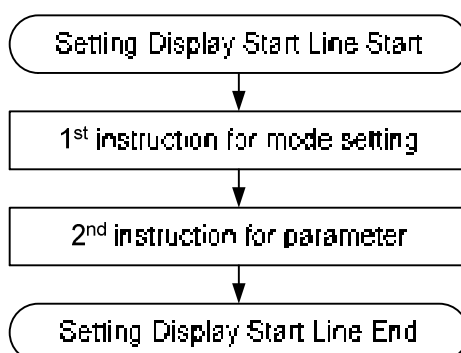 Setting Display Start Line Start
1st instruction for mode setting
2nd instruction for parameter
Setting Display Start Line End